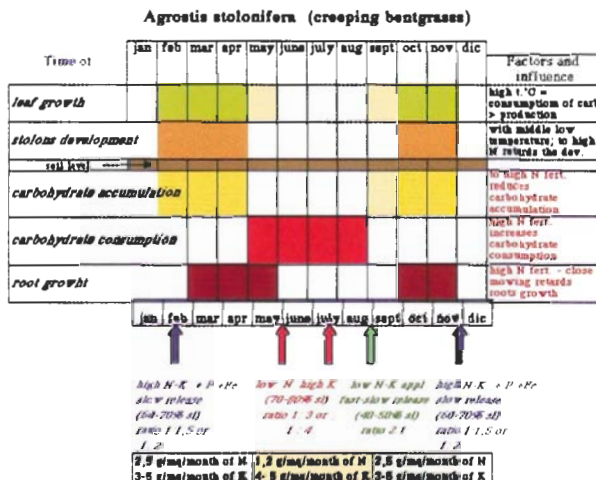 Agrostis stolonifera (creeping bentgrasses)
jan feb mar apr may june july aug sept oct nov dic
Time of
Factors and
influence
leaf growth
high t.°C =
consumptiom of carb
> production
stolons development
with middle low
temperature; to high
N retards the dev.
soil level
carbohydrate accumulation
to high N fert.
reduces
carbohydrate
accumulation
carbohydrate consumption
high N fert.
increases
carbohydrate
consumption
root growht
high N fert. - close
mowing retards
roots growth
jan feb mar apr may june july aug sept oct nov dic
high N-K + P +Fe
slow release
(60-70% sl)
ratio 1 1,5 or
1 2
low N high K
(70-80% sl)
ratio 1 3 or
1 4
low N-K appl
fast-slow release
(40-50% sl)
ratio 2 1
high N-K + P +Fe
slow release
(60-70% sl)
ratio 1 1,5 or
1 2
2,5 g/mq/month of N
3-5 g/mq/month of K
1,2 g/mq/month of N
4- 5 g/mq/month of K
2,5 g/mq/month of N
3-5 g/mq/month of K